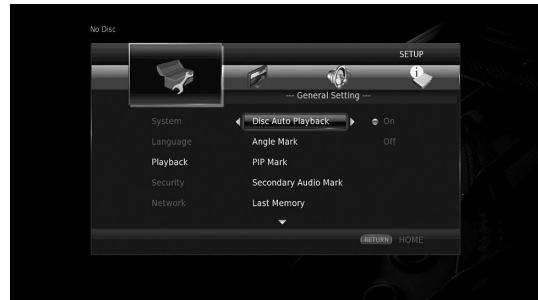 No Disc
SETUP
--- General Setting ---
System
Disc Auto Playback
On
Language
Angle Mark
Off
Playback
PIP Mark
Security
Secondary Audio Mark
Network
Last Memory
RETURN HOME